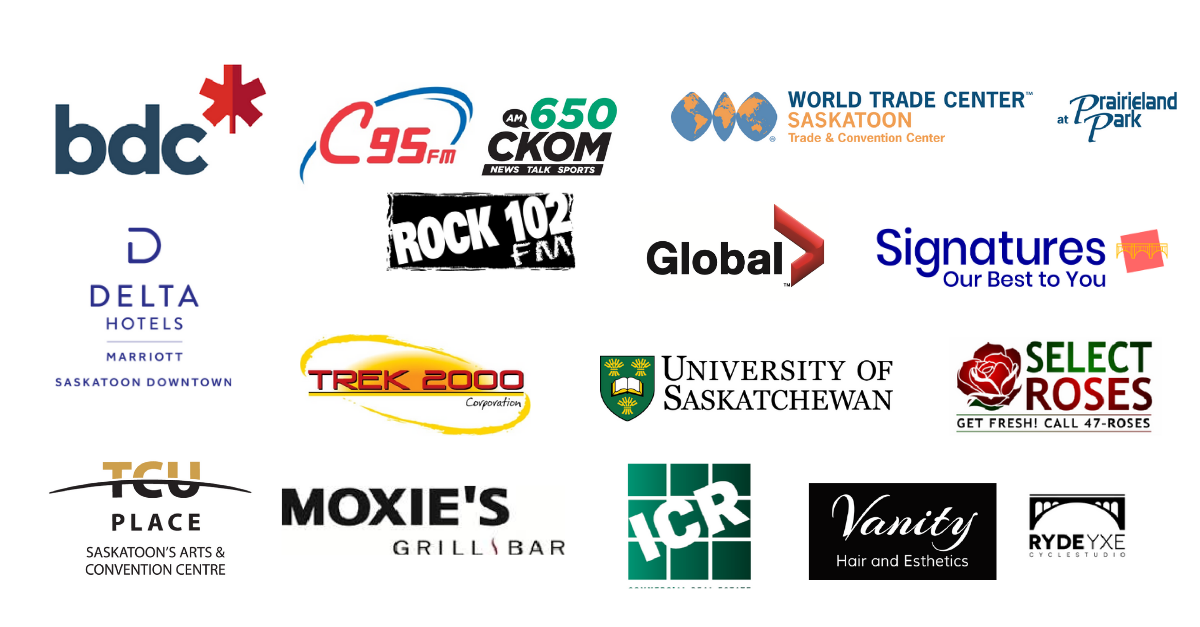 bdc
C95 FM
AM 650
CKOM
NEWS TALK SPORTS
WORLD TRADE CENTER™
SASKATOON
Trade & Convention Center
®
at Prairieland
Park
ROCK 102
FM
D
DELTA
HOTELS
MARRIOTT
SASKATOON DOWNTOWN
Global
™
Signatures
Our Best to You
TREK 2000
Corporation
UNIVERSITY OF
SASKATCHEWAN
SELECT
ROSES
GET FRESH! CALL 47-ROSES
TCU
PLACE
SASKATOON'S ARTS &
CONVENTION CENTRE
MOXIE'S
GRILL BAR
ICR
Vanity
Hair and Esthetics
RYDEYXE
CYCLESTUDIO